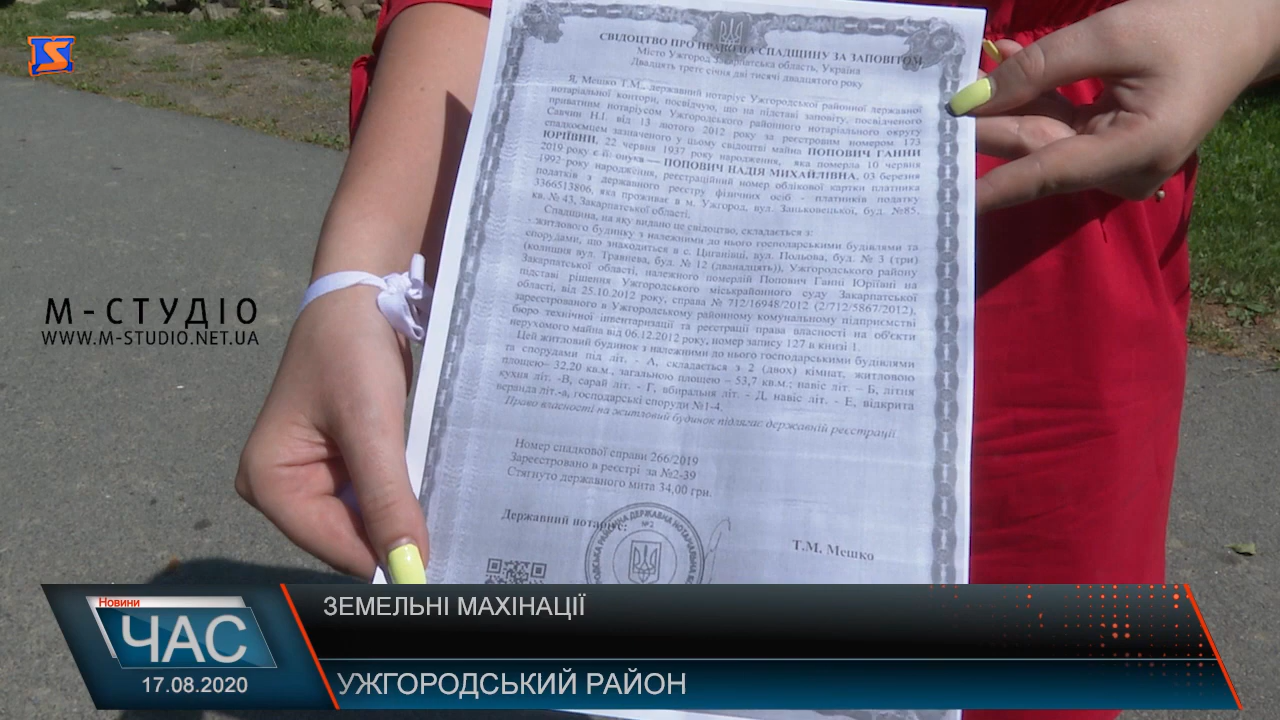 СВІДОЦТВО ПРО ПРАВО НА СПАДЩИНУ ЗА ЗАПОВІТОМ
Місто Ужгород Закарпатська область, Україна
Двадцять третє січня дві тисячі двадцятого року
Я, Мешко Т.М., державний нотаріус Ужгородської районної державної
нотаріальної контори, посвідчую, що на підставі заповіту, посвідченого
приватним нотаріусом Ужгородського районного нотаріального округу
Савчин Н.І. від 13 лютого 2012 року за реєстровим номером 173
спадкоємцем зазначеного у цьому свідоцтві майна ПОПОВИЧ ГАННИ
ЮРІЇВНИ, 22 червня 1937 року народження, яка померла 10 червня
2019 року є її: онука — ПОПОВИЧ НАДІЯ МИХАЙЛІВНА, 03 березня
1992 року народження, реєстраційний номер облікової картки платника
податків з державного реєстру фізичних осіб - платників податку
3366513806, яка проживає в м. Ужгород, вул. Заньковецької, буд. №85,
кв. № 43, Закарпатської області.
Спадщина, на яку видано це свідоцтво, складається з:
- житлового будинку з належними до нього господарськими будівлями та
спорудами, що знаходиться в с. Циганівці, вул. Польова, буд. № 3 (три)
(колишня вул. Травнева, буд. № 12 (дванадцять)), Ужгородського району
Закарпатської області, належного померлій Попович Ганні Юріївні на
підставі рішення Ужгородського міськрайонного суду Закарпатської
області, від 25.10.2012 року, справа № 712/16948/2012 (2/712/5867/2012),
зареєстрованого в Ужгородському районному комунальному підприємстві
бюро технічної інвентаризації та реєстрації права власності на об'єкти
нерухомого майна від 06.12.2012 року, номер запису 127 в книзі 1.
Цей житловий будинок з належними до нього господарськими будівлями
та спорудами під літ. - А, складається з 2 (двох) кімнат, житловою
площею– 32,20 кв.м., загальною площею – 53,7 кв.м.; навіс літ. – Б, літня
кухня літ. -В, сарай літ. - Г, вбиральня літ. - Д, навіс літ. - Е, відкрита
веранда літ.-а, господарські споруди №1-4.
Право власності на житловий будинок підлягає державній реєстрації
Номер спадкової справи 266/2019
Зареєстровано в реєстрі за №2-39
Стягнуто державного мита 34,00 грн.
Державний нотаріус:
Т.М. Мешко
№2
М-СТУДІО
WWW.M-STUDIO.NET.UA
Новини
ЧАС
17.08.2020
ЗЕМЕЛЬНІ МАХІНАЦІЇ
УЖГОРОДСЬКИЙ РАЙОН